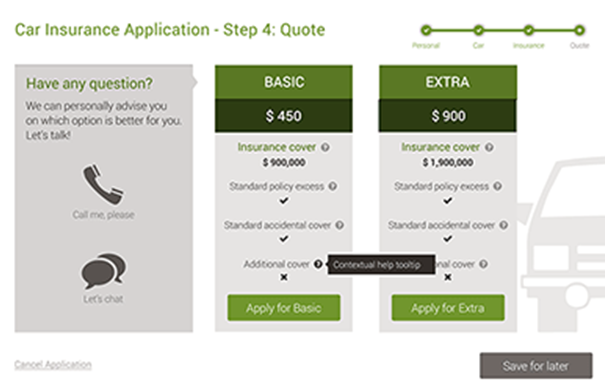 Car Insurance Application - Step 4: Quote
Personal
Car
Insurance
Quote
Have any question?
We can personally advise you
on which option is better for you.
Let's talk!
Call me, please
Let's chat
BASIC
$ 450
Insurance cover ?
$ 900,000
Standard policy excess ?
Standard accidental cover ?
Additional cover ?
Contextual help tooltip
Apply for Basic
EXTRA
$ 900
Insurance cover ?
$ 1,900,000
Standard policy excess ?
Standard accidental cover ?
nal cover ?
Apply for Extra
Cancel Application
Save for later